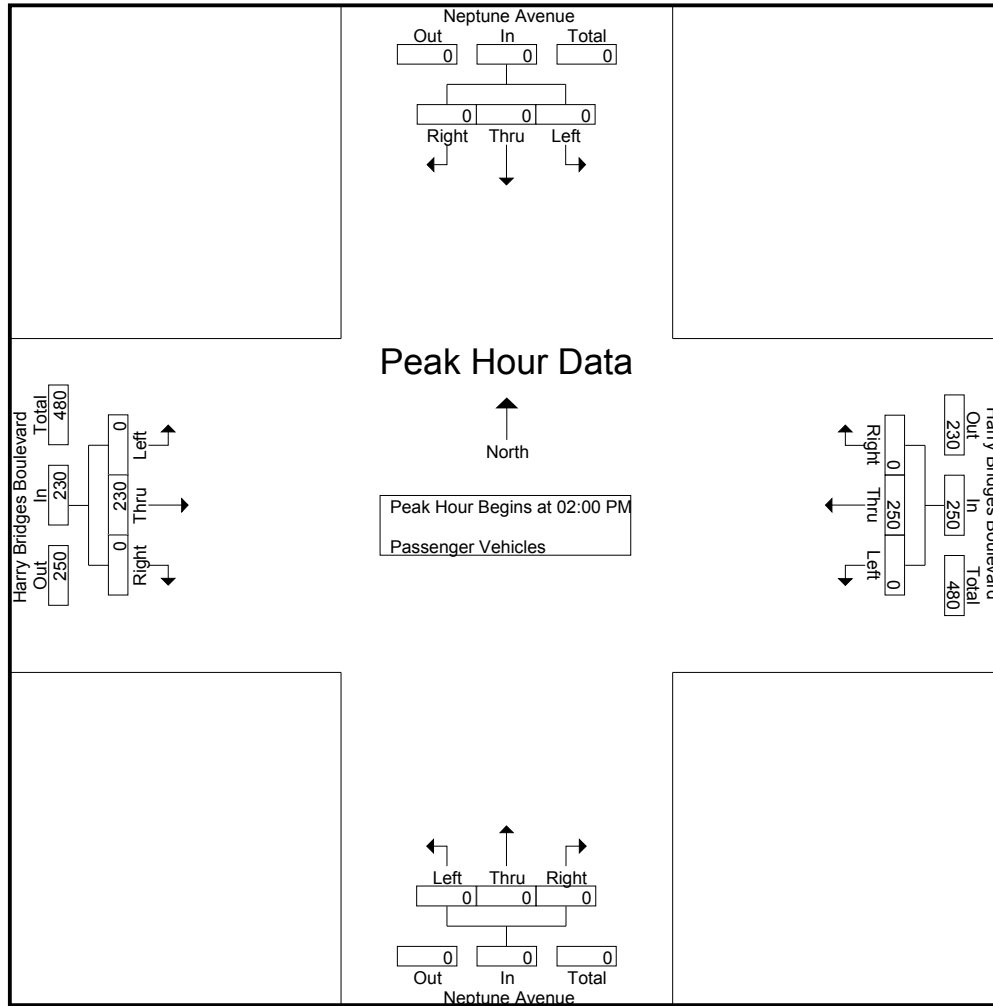 Neptune Avenue
Out In Total
0 0 0
0 0 0
Right Thru Left
Peak Hour Data
North
Peak Hour Begins at 02:00 PM
Passenger Vehicles
Harry Bridges Boulevard
Total In Out
480 230 250
0 230 0
Left Thru Right
Harry Bridges Boulevard
Out In Total
230 250 480
0 250 0
Right Thru Left
Left Thru Right
0 0 0
0 0 0
Out In Total
Neptune Avenue